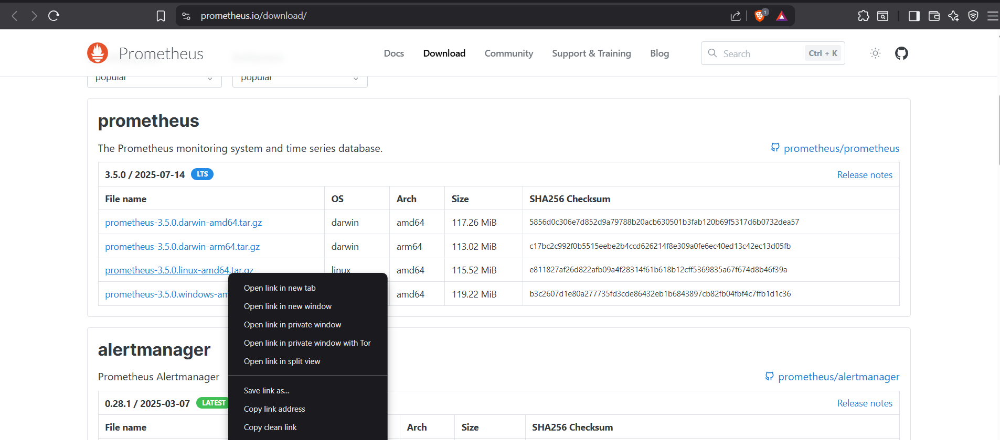 prometheus.io/download/
1
Prometheus
Docs
Download
Community
Support & Training
Blog
Search
Ctrl + K
popular
popular
prometheus
The Prometheus monitoring system and time series database.
prometheus/prometheus
3.5.0 / 2025-07-14 LTS
Release notes
File name OS Arch Size SHA256 Checksum
prometheus-3.5.0.darwin-amd64.tar.gz darwin amd64 117.26 MiB 5856d0c306e7d852d9a79788b20acb630501b3fab120b69f5317d6b0732dea57
prometheus-3.5.0.darwin-arm64.tar.gz darwin arm64 113.02 MiB c17bc2c992f0b5515eebe2b4ccd626214f8e309a0fe6ec40ed13c42ec13d05fb
prometheus-3.5.0.linux-amd64.tar.gz linux amd64 115.52 MiB e811827af26d822afb09a4f28314f61b618b12cff5369835a67f674d8b46f39a
prometheus-3.5.0.windows-am amd64 119.22 MiB b3c2607d1e80a277735fd3cde86432eb1b6843897cb82fb04fbf4c7ffb1d1c36
Open link in new tab
Open link in new window
Open link in private window
Open link in private window with Tor
Open link in split view
Save link as...
Copy link address
Copy clean link
alertmanager
Prometheus Alertmanager
prometheus/alertmanager
0.28.1 / 2025-03-07 LATEST
Release notes
File name Arch Size SHA256 Checksum